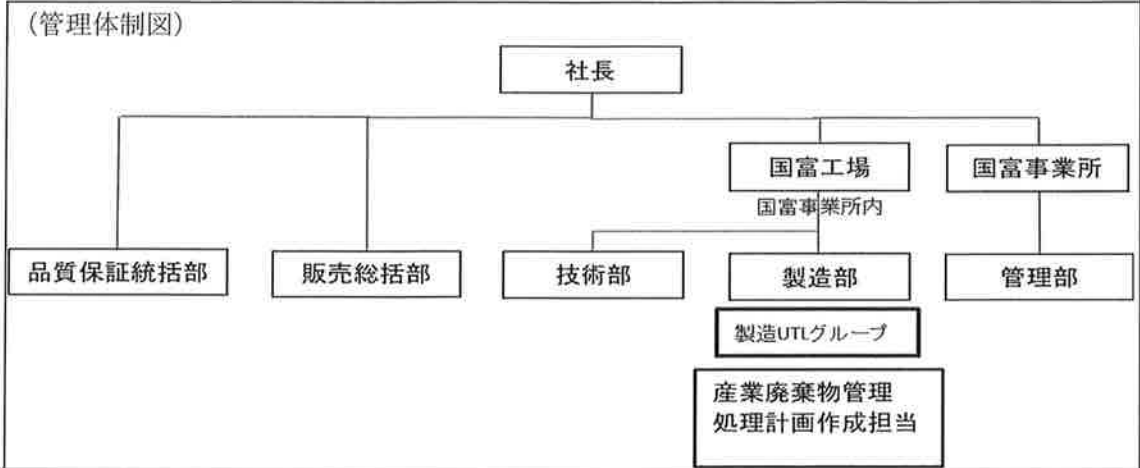 (管理体制図)
社長
国富工場
国富事業所
国富事業所内
品質保証統括部
販売総括部
技術部
製造部
管理部
製造UTLグループ
産業廃棄物管理
処理計画作成担当